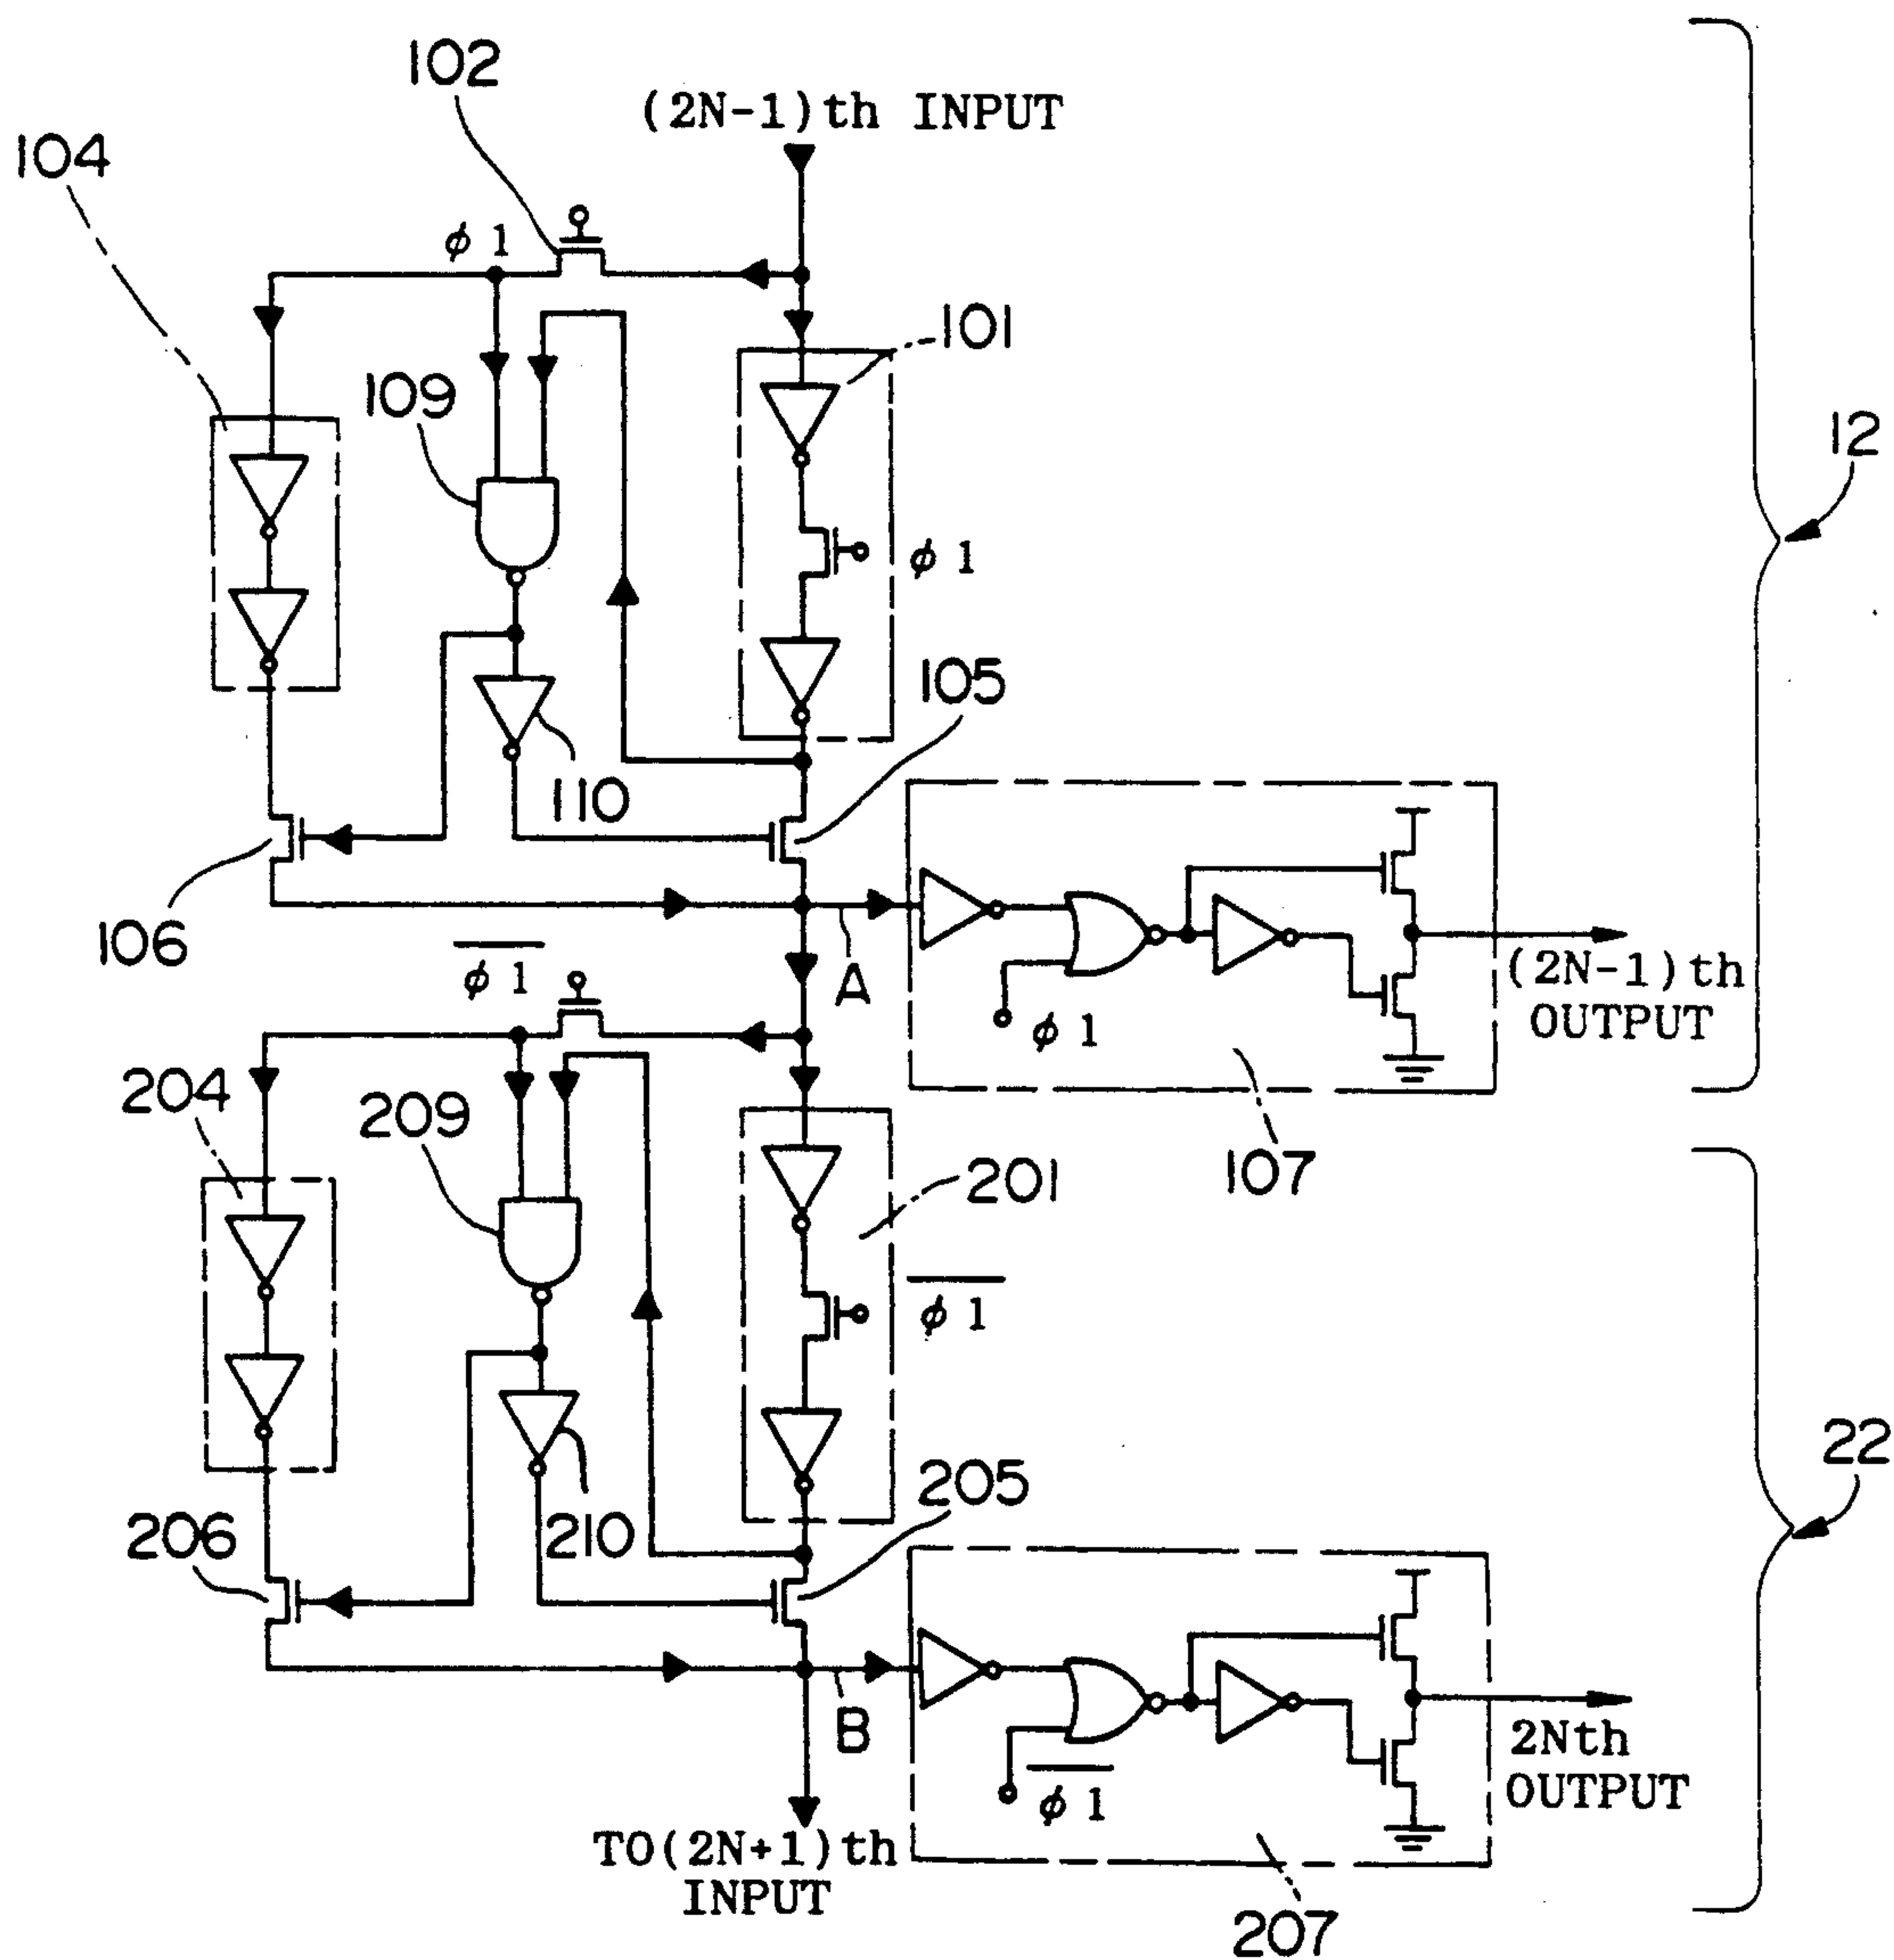 102
(2N-1)th INPUT
104
φ 1
101
109
12
φ 1
105
110
106
A
(2N-1)th
OUTPUT
φ 1
φ 1
204
209
107
201
φ 1
22
205
206
210
B
2Nth
OUTPUT
φ 1
TO(2N+1)th
INPUT
207